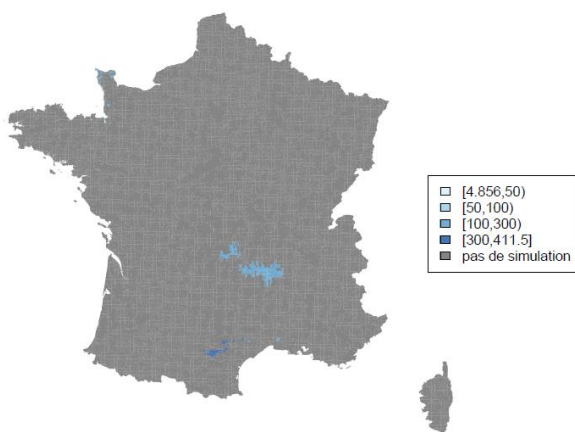 [4.856,50)
[50,100)
[100,300)
[300,411.5]
pas de simulation